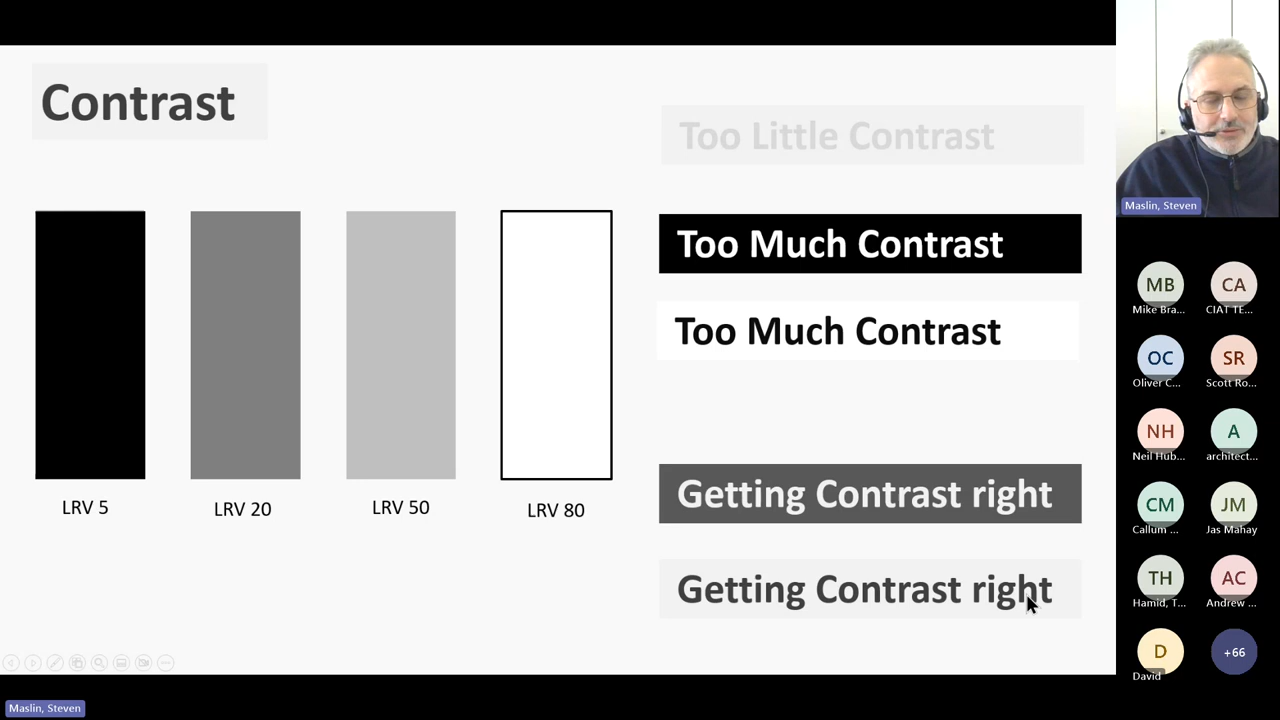 Contrast
Too Little Contrast
Too Much Contrast
Too Much Contrast
LRV 5
LRV 20
LRV 50
LRV 80
Getting Contrast right
Getting Contrast right
Maslin, Steven
MB
Mike Bra...
CA
CIAT TE...
OC
Oliver C...
SR
Scott Ro...
NH
Neil Hub...
A
architect...
CM
Callum ...
JM
Jas Mahay
TH
Hamid, T...
AC
Andrew ...
D
David
+66
Maslin, Steven